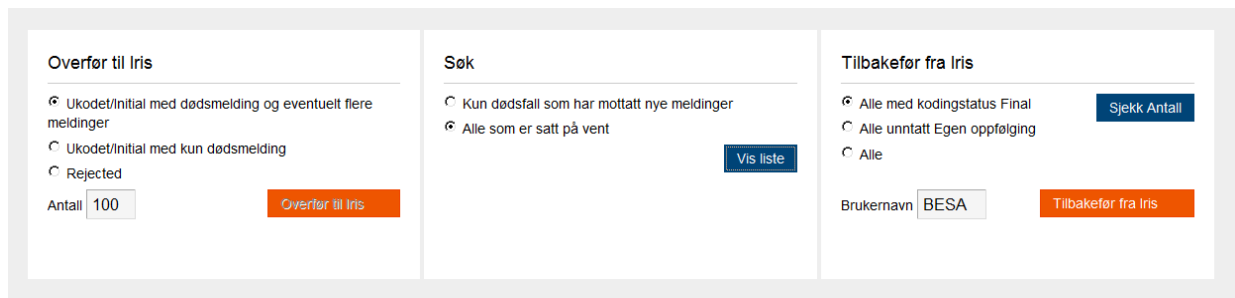 Overfør til Iris
Ukodet/Initial med dødsmelding og eventuelt flere
meldinger
Ukodet/Initial med kun dødsmelding
Rejected
Antall 100 Overfør til Iris
Søk
Kun dødsfall som har mottatt nye meldinger
Alle som er satt på vent
Vis liste
Tilbakefør fra Iris
Alle med kodingstatus Final Sjekk Antall
Alle unntatt Egen oppfølging
Alle
Brukernavn BESA Tilbakefør fra Iris